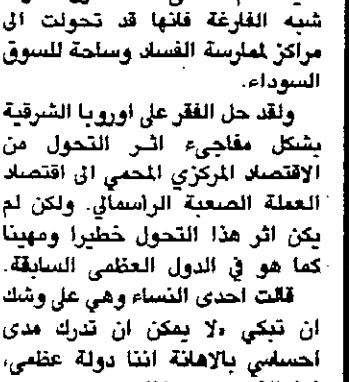 شبه الفارغة فانها قد تحولت الى
مراكز لممارسة الفساد وساحة للسوق
السوداء.
ولقد حل الفقر على اوروبا الشرقية
بشكل مفاجىء اثر التحول من
الاقتصاد المركزي المحمي الى اقتصاد
العملة الصعبة الراسمالي. ولكن لم
يكن اثر هذا التحول خطيرا ومهينا
كما هو في الدول العظمى السابقة.
قالت احدى النساء وهي على وشك
ان تبكي «لا يمكن ان تدرك مدى
احساسي بالاهانة اننا دولة عظمى،